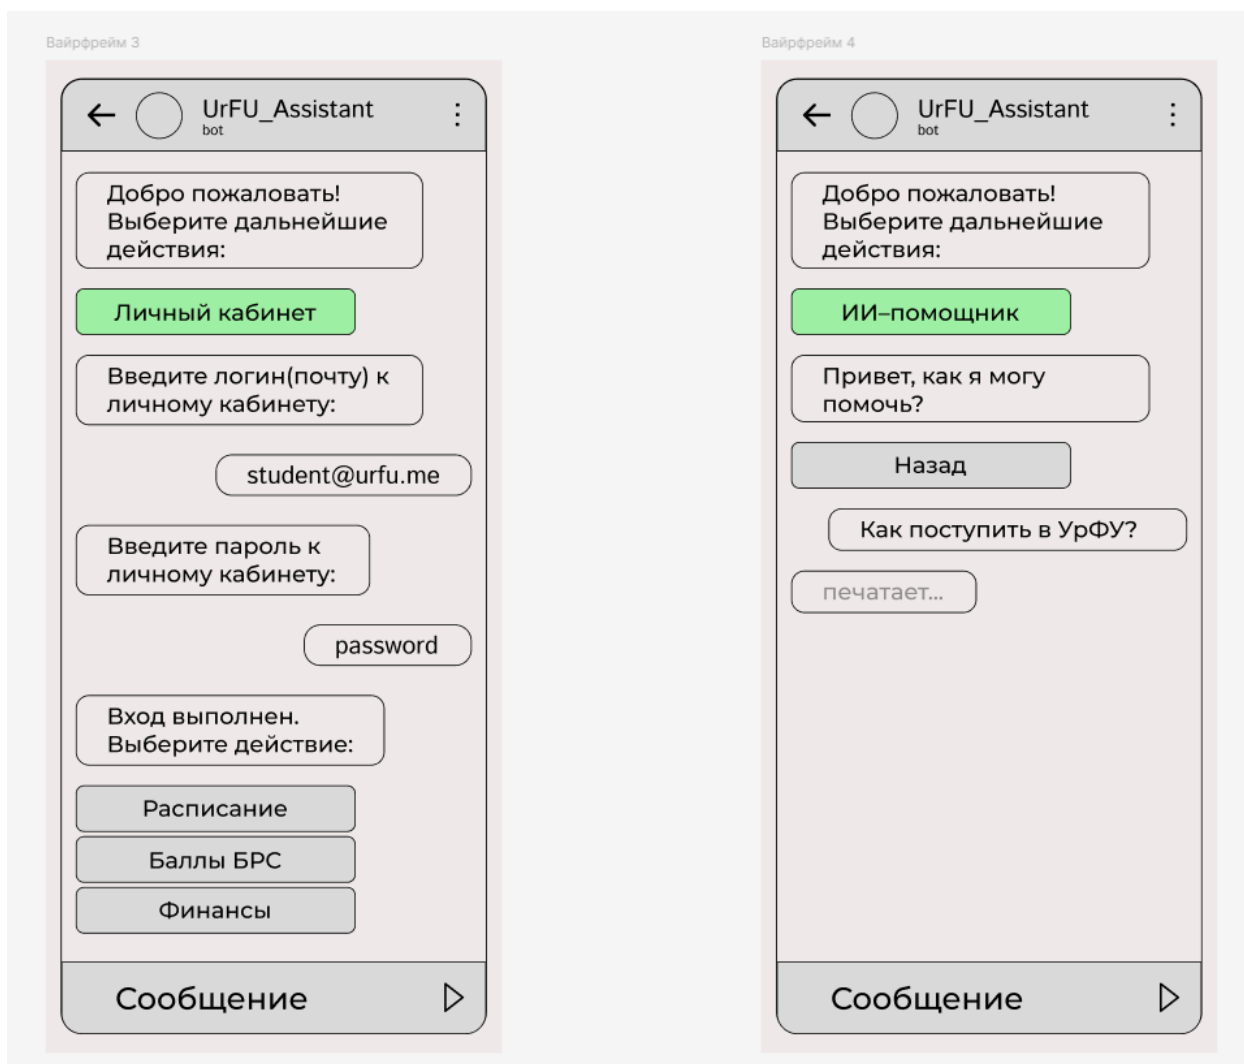 Вайрфрейм 3
UrFU_Assistant
bot
Добро пожаловать!
Выберите дальнейшие
действия:
Личный кабинет
Введите логин(почту) к
личному кабинету:
student@urfu.me
Введите пароль к
личному кабинету:
password
Вход выполнен.
Выберите действие:
Расписание
Баллы БРС
Финансы
Сообщение
Вайрфрейм 4
UrFU_Assistant
bot
Добро пожаловать!
Выберите дальнейшие
действия:
ИИ–помощник
Привет, как я могу
помочь?
Назад
Как поступить в УрФУ?
печатает...
Сообщение